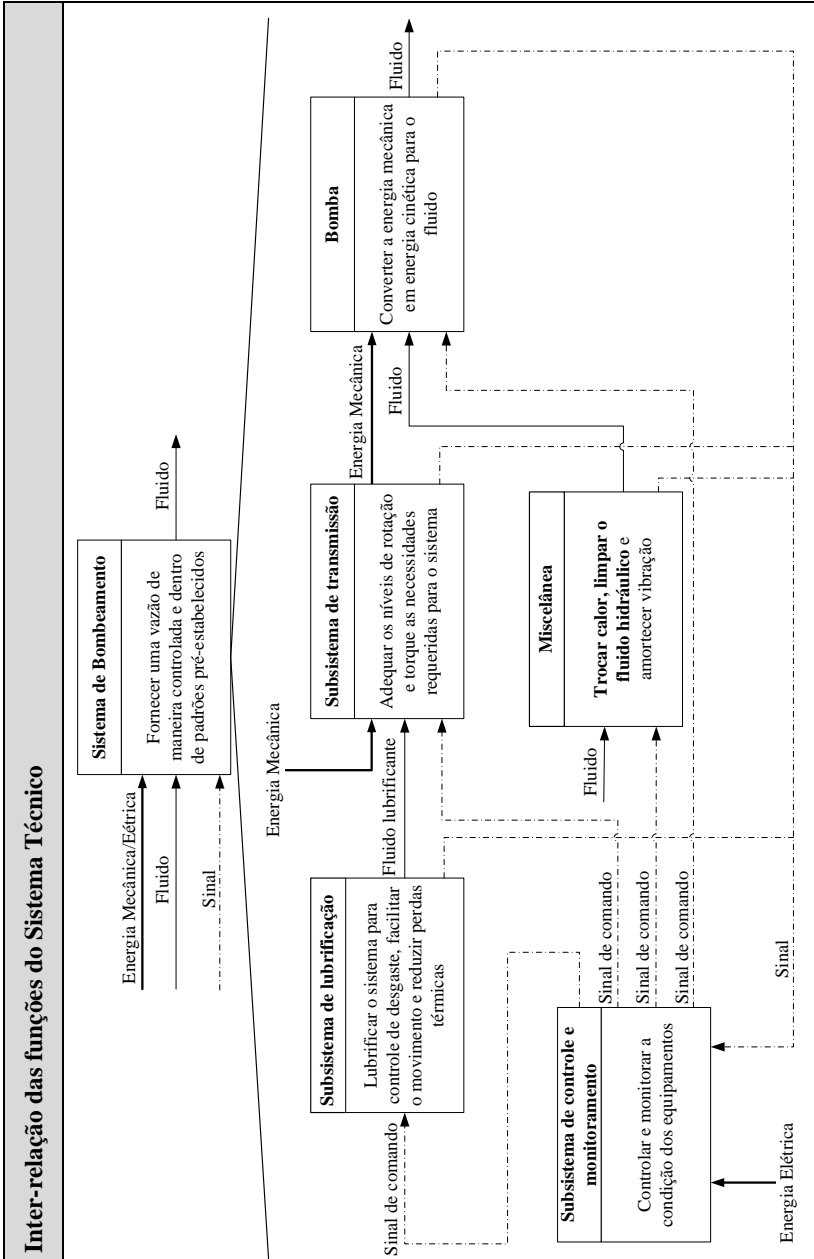 Inter-relação das funções do Sistema Técnico
Energia Mecânica/Eétrica
Fluido
Sinal
Sistema de Bombeamento
Fornecer uma vazão de
maneira controlada e dentro
de padrões pré-estabelecidos
Fluido
Sinal de comando
Subsistema de lubrificação
Lubrificar o sistema para
controle de desgaste, facilitar
o movimento e reduzir perdas
térmicas
Fluido lubrificante
Energia Mecânica
Subsistema de transmissão
Adequar os níveis de rotação
e torque as necessidades
requeridas para o sistema
Energia Mecânica
Fluido
Bomba
Converter a energia mecânica
em energia cinética para o
fluido
Fluido
Subsistema de controle e
monitoramento
Controlar e monitorar a
condição dos equipamentos
Energia Elétrica
Sinal de comando
Sinal de comando
Sinal de comando
Sinal
Fluido
Miscelânea
Trocar calor, limpar o
fluido hidráulico e
amortecer vibração